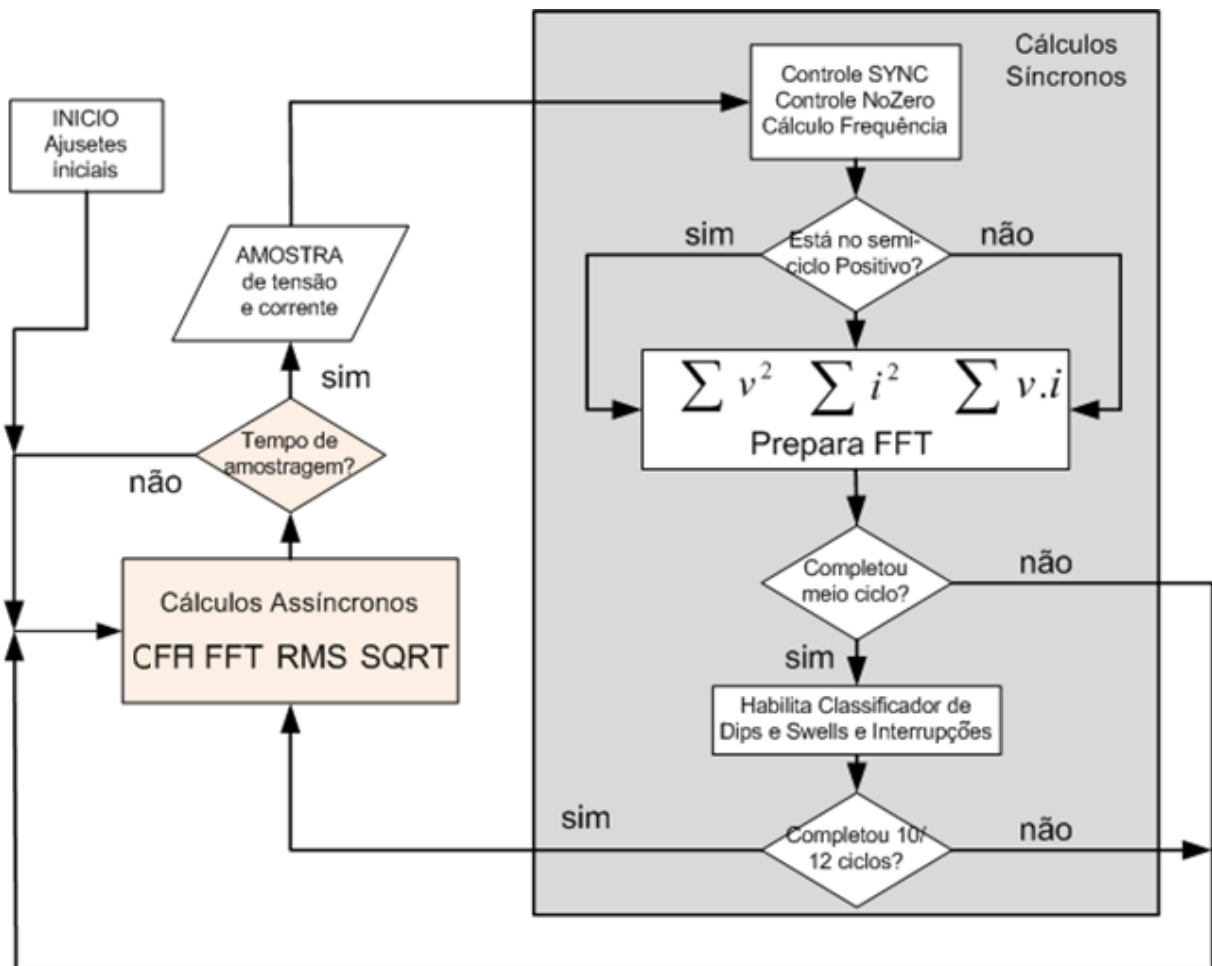 INICIO
Ajusetes
iniciais
AMOSTRA
de tensão
e corrente
sim
Tempo de
amostragem?
não
Cálculos Assíncronos
CFA FFT RMS SQRT
Cálculos
Síncronos
Controle SYNC
Controle NoZero
Cálculo Frequência
sim
Está no semi-
ciclo Positivo?
não
∑ v² ∑ i² ∑ v.i
Prepara FFT
Completou
meio ciclo?
não
sim
Habilita Classificador de
Dips e Swells e Interrupções
sim
Completou 10/
12 ciclos?
não